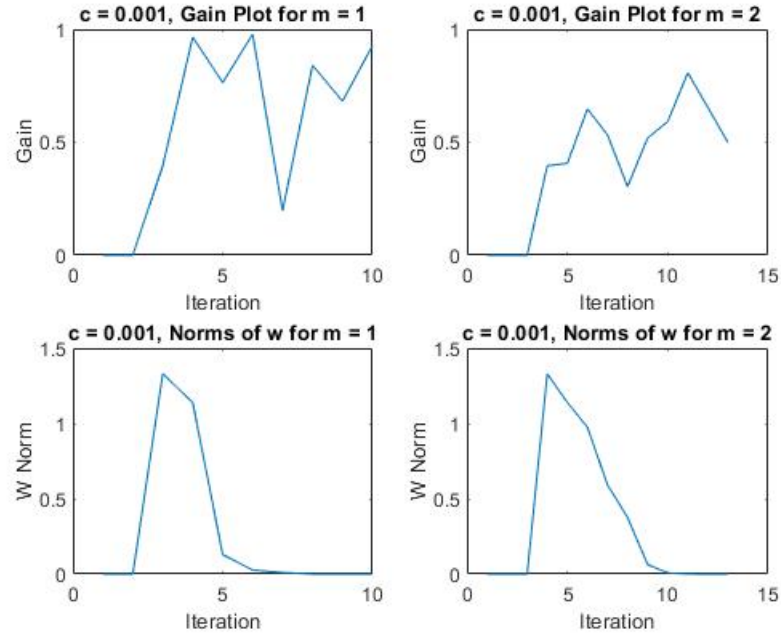 c = 0.001, Gain Plot for m = 1
1
0.5
0
Gain
0
5
10
Iteration
c = 0.001, Gain Plot for m = 2
1
0.5
0
Gain
0
5
10
15
Iteration
c = 0.001, Norms of w for m = 1
1.5
1
0.5
0
W Norm
0
5
10
Iteration
c = 0.001, Norms of w for m = 2
1.5
1
0.5
0
W Norm
0
5
10
15
Iteration